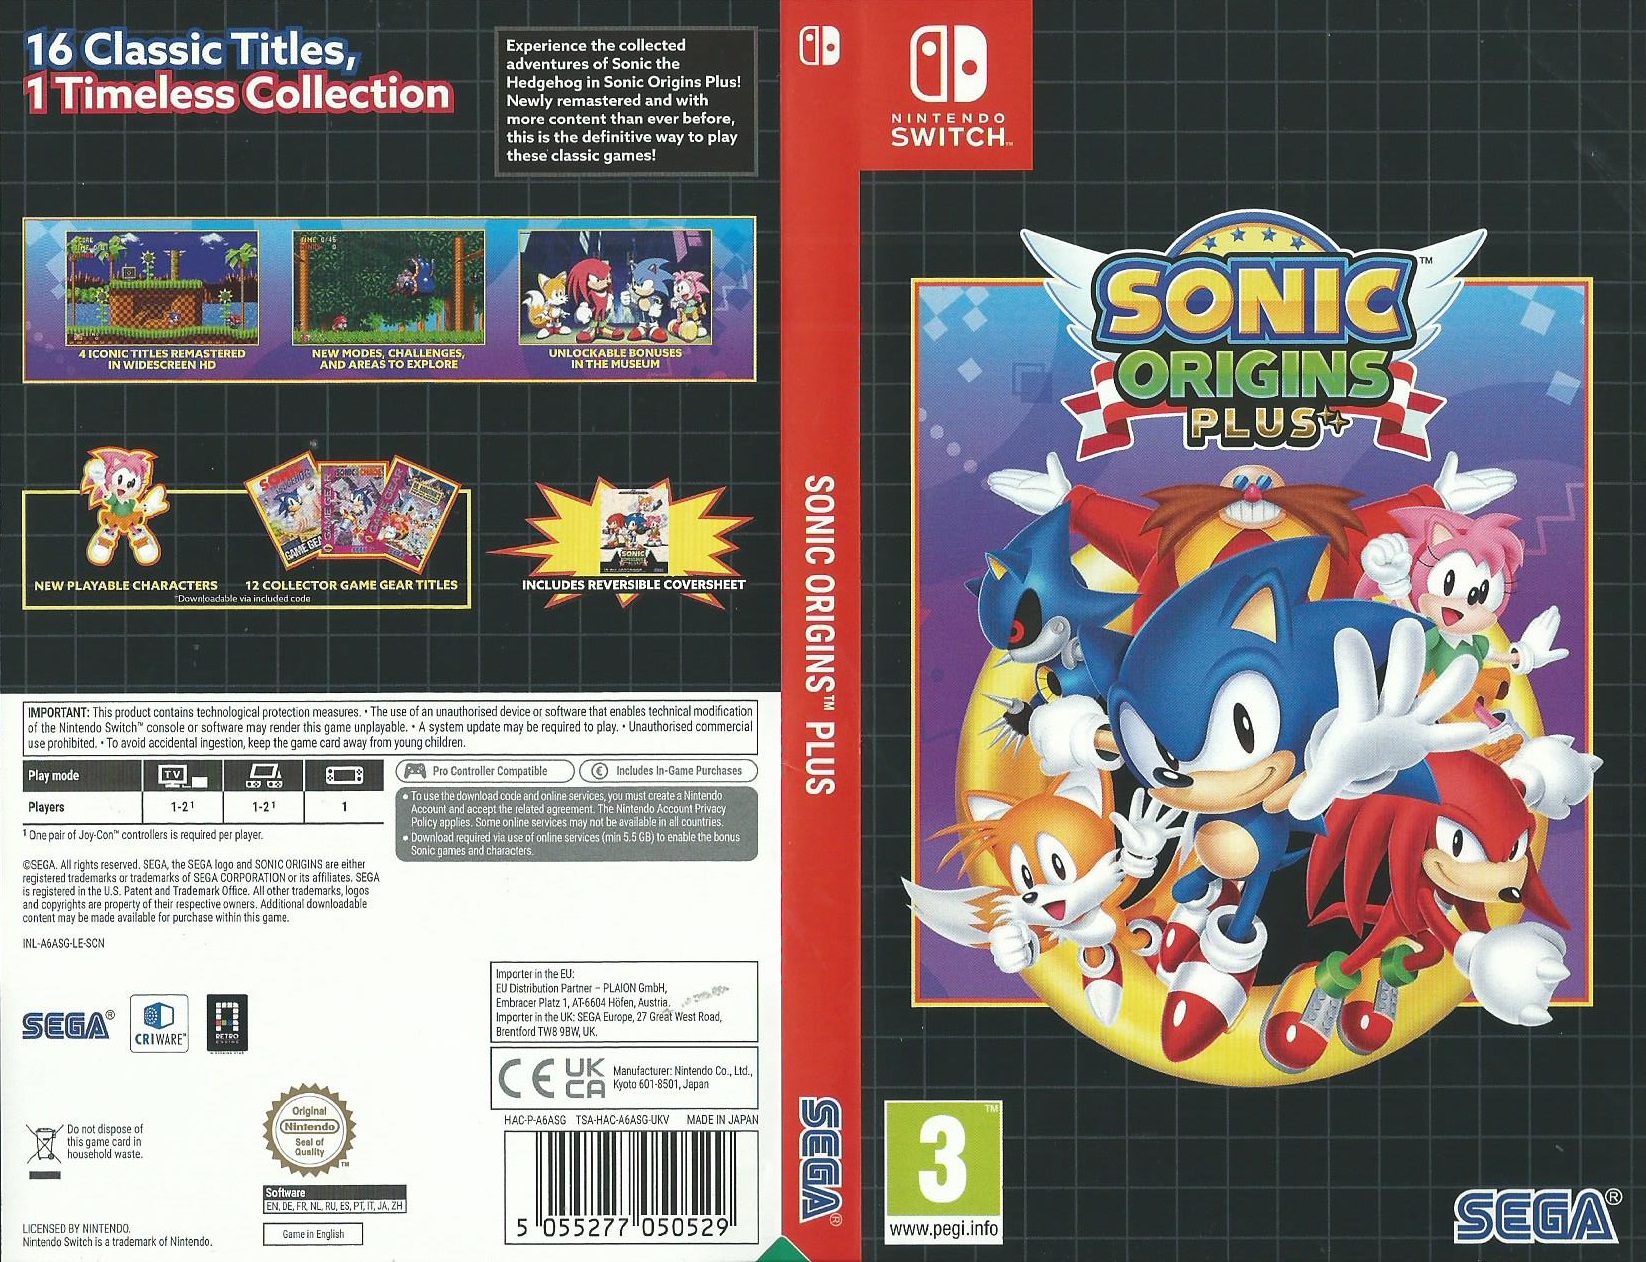 16 Classic Titles,
1 Timeless Collection
Experience the collected
adventures of Sonic the
Hedgehog in Sonic Origins Plus!
Newly remastered and with
more content than ever before,
this is the definitive way to play
these classic games!
4 ICONIC TITLES REMASTERED
IN WIDESCREEN HD
NEW MODES, CHALLENGES,
AND AREAS TO EXPLORE
UNLOCKABLE BONUSES
IN THE MUSEUM
NEW PLAYABLE CHARACTERS
12 COLLECTOR GAME GEAR TITLES
*Downloadable via included code
INCLUDES REVERSIBLE COVERSHEET
IMPORTANT: This product contains technological protection measures. • The use of an unauthorised device or software that enables technical modification
of the Nintendo Switch™ console or software may render this game unplayable. • A system update may be required to play. • Unauthorised commercial
use prohibited. • To avoid accidental ingestion, keep the game card away from young children.
Play mode
TV
Players
1-2¹
1-2¹
1
¹ One pair of Joy-Con™ controllers is required per player.
Pro Controller Compatible
Includes In-Game Purchases
• To use the download code and online services, you must create a Nintendo
Account and accept the related agreement. The Nintendo Account Privacy
Policy applies. Some online services may not be available in all countries.
• Download required via use of online services (min 5.5 GB) to enable the bonus
Sonic games and characters.
©SEGA. All rights reserved. SEGA, the SEGA logo and SONIC ORIGINS are either
registered trademarks or trademarks of SEGA CORPORATION or its affiliates. SEGA
is registered in the U.S. Patent and Trademark Office. All other trademarks, logos
and copyrights are property of their respective owners. Additional downloadable
content may be made available for purchase within this game.
INL-A6ASG-LE-SCN
SEGA®
CRIWARE™
RETRO
ENGINE
Importer in the EU:
EU Distribution Partner – PLAION GmbH,
Embracer Platz 1, AT-6604 Höfen, Austria.
Importer in the UK: SEGA Europe, 27 Great West Road,
Brentford TW8 9BW, UK.
CE UK
CA
Manufacturer: Nintendo Co., Ltd.,
Kyoto 601-8501, Japan
HAC-P-A6ASG TSA-HAC-A6ASG-UKV MADE IN JAPAN
5 055277 050529
Do not dispose of
this game card in
household waste.
Original
Nintendo
Seal of
Quality
™
Software
EN, DE, FR, NL, RU, ES, PT, IT, JA, ZH
Game in English
LICENSED BY NINTENDO.
Nintendo Switch is a trademark of Nintendo.
SONIC ORIGINS™ PLUS
SEGA®
NINTENDO
SWITCH™
SONIC™
ORIGINS
PLUS
3™
www.pegi.info
SEGA®